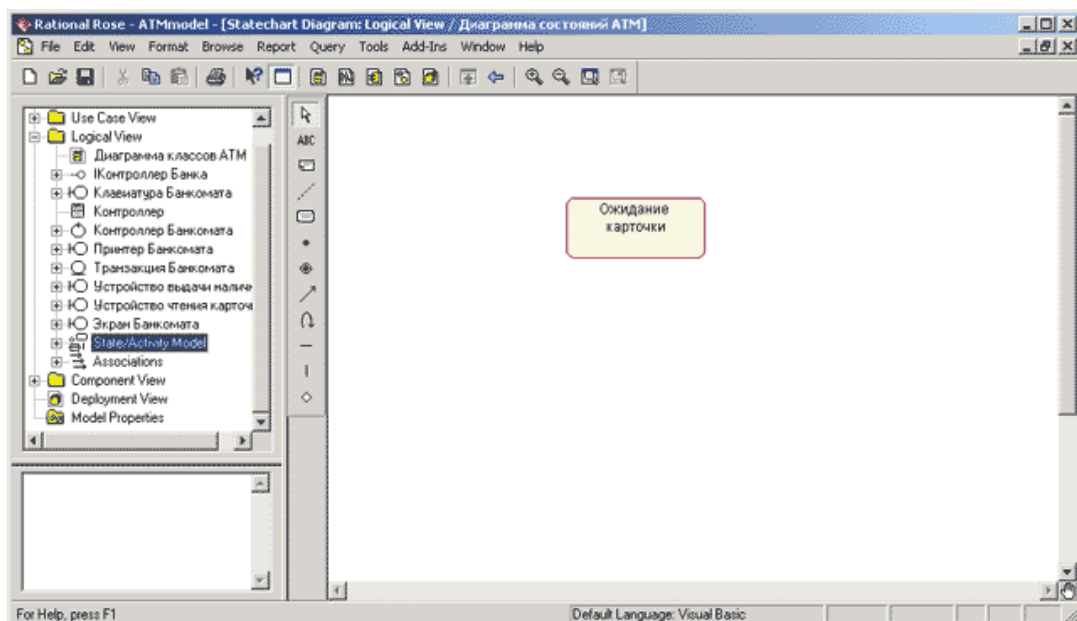 Rational Rose - ATMmodel - [Statechart Diagram: Logical View / Диаграмма состояний ATM]
File Edit View Format Browse Report Query Tools Add-Ins Window Help
Use Case View
Logical View
Диаграмма классов ATM
IКонтроллер Банка
Клавиатура Банкомата
Контроллер
Контроллер Банкомата
Принтер Банкомата
Транзакция Банкомата
Устройство выдачи налич
Устройство чтения карточ
Экран Банкомата
State/Activity Model
Associations
Component View
Deployment View
Model Properties
ABC
Ожидание
карточки
For Help, press F1
Default Language: Visual Basic